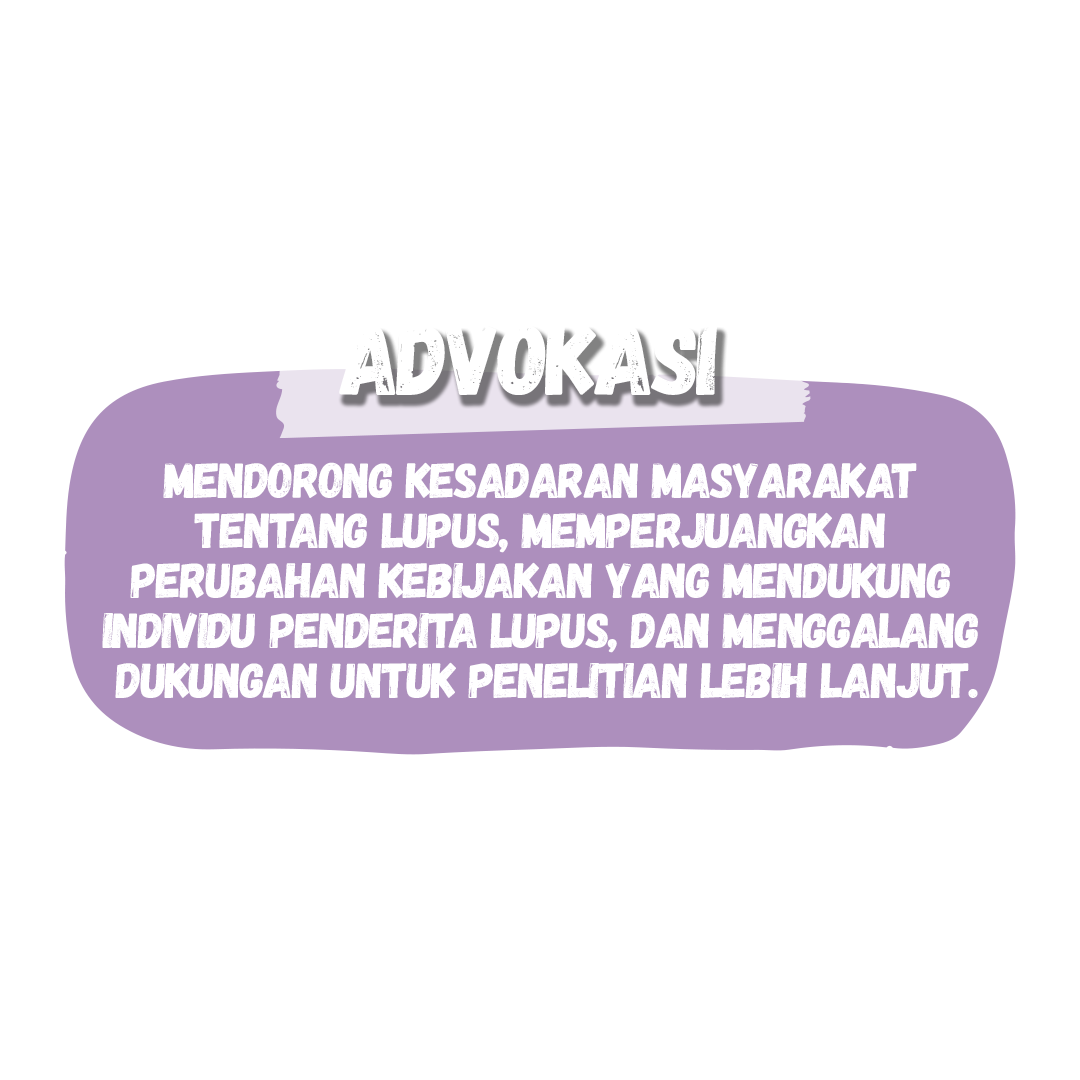 ADVOKASI
MENDORONG KESADARAN MASYARAKAT
TENTANG LUPUS, MEMPERJUANGKAN
PERUBAHAN KEBIJAKAN YANG MENDUKUNG
INDIVIDU PENDERITA LUPUS, DAN MENGGALANG
DUKUNGAN UNTUK PENELITIAN LEBIH LANJUT.